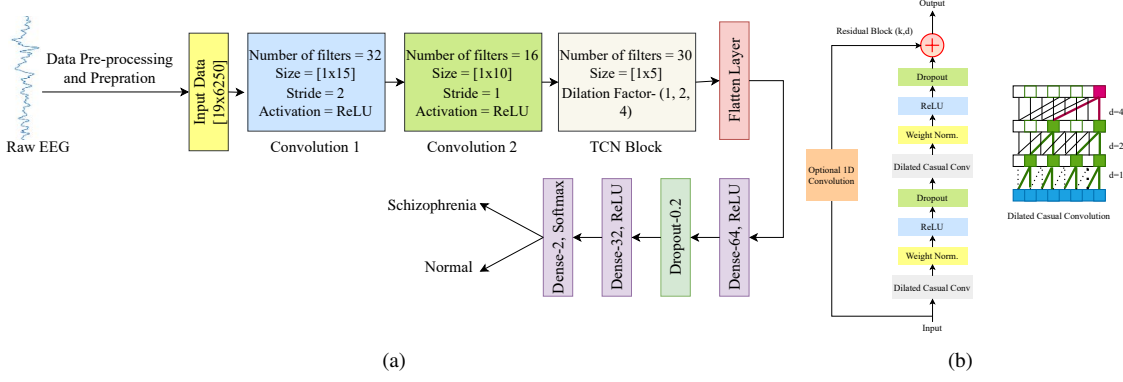 Raw EEG
Data Pre-processing
and Prepration
Input Data
[19x6250]
Number of filters = 32
Size = [1x15]
Stride = 2
Activation = ReLU
Convolution 1
Number of filters = 16
Size = [1x10]
Stride = 1
Activation = ReLU
Convolution 2
Number of filters = 30
Size = [1x5]
Dilation Factor- (1, 2,
4)
TCN Block
Flatten Layer
Dense-64, ReLU
Dropout-0.2
Dense-32, ReLU
Dense-2, Softmax
Schizophrenia
Normal
(a)
Output
Residual Block (k,d)
+
Dropout
ReLU
Weight Norm.
Dilated Casual Conv
Dropout
ReLU
Weight Norm.
Dilated Casual Conv
Input
Optional 1D
Convolution
d=4
d=2
d=1
Dilated Casual Convolution
(b)